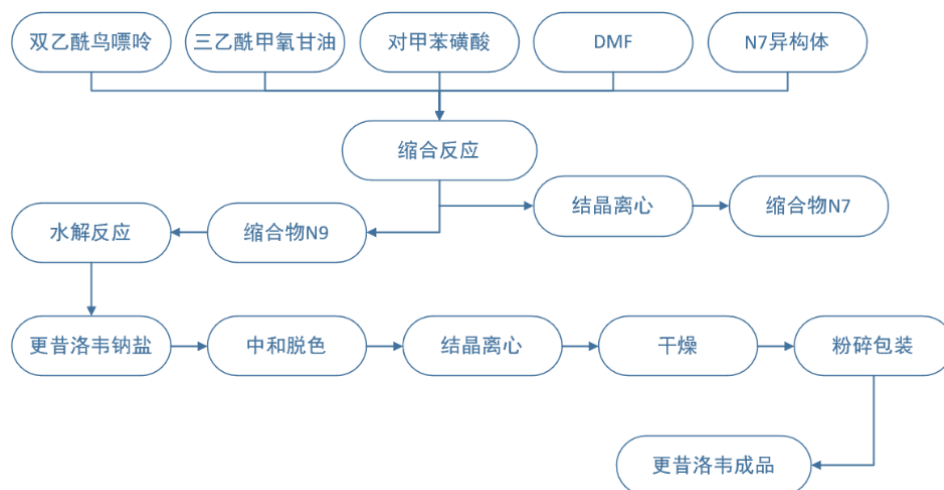 双乙酰鸟嘌呤
三乙酰甲氧甘油
对甲苯磺酸
DMF
N7异构体
缩合反应
结晶离心
缩合物N7
水解反应
缩合物N9
更昔洛韦钠盐
中和脱色
结晶离心
干燥
粉碎包装
更昔洛韦成品